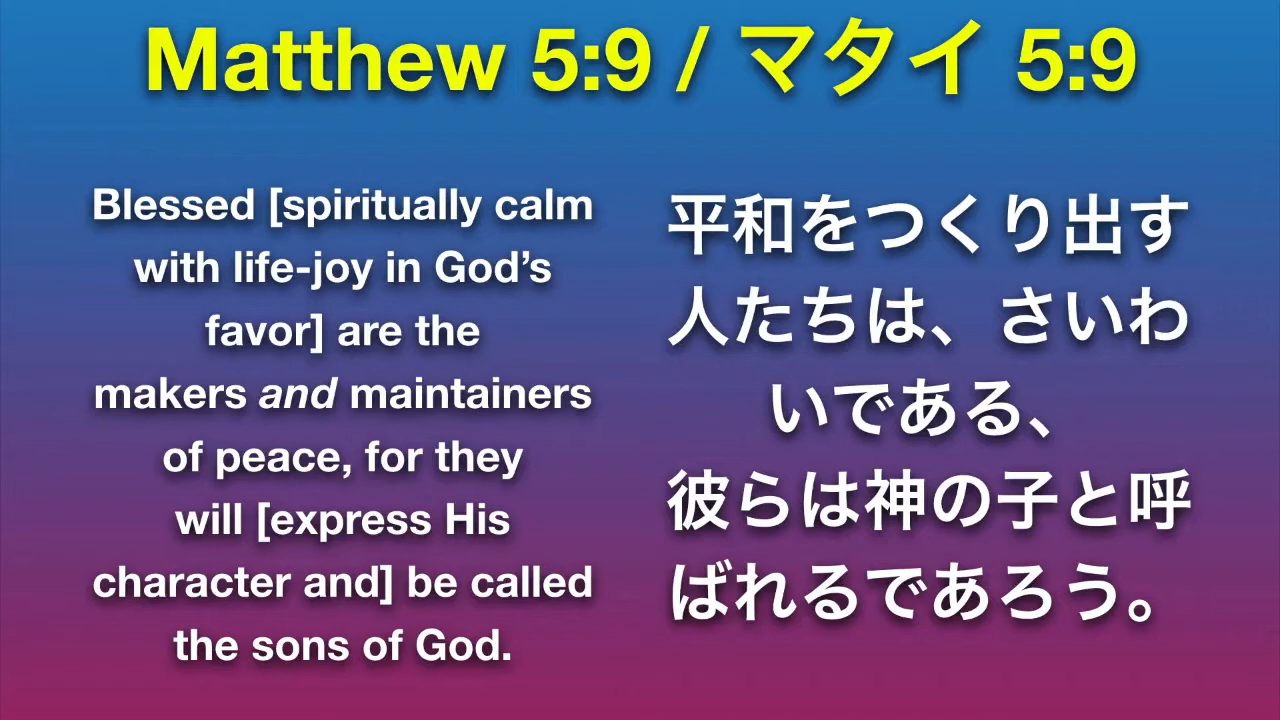 Matthew 5:9 / マタイ 5:9
Blessed [spiritually calm
with life-joy in God’s
favor] are the
makers and maintainers
of peace, for they
will [express His
character and] be called
the sons of God.
平和をつくり出す
人たちは、さいわ
いである、
彼らは神の子と呼
ばれるであろう。